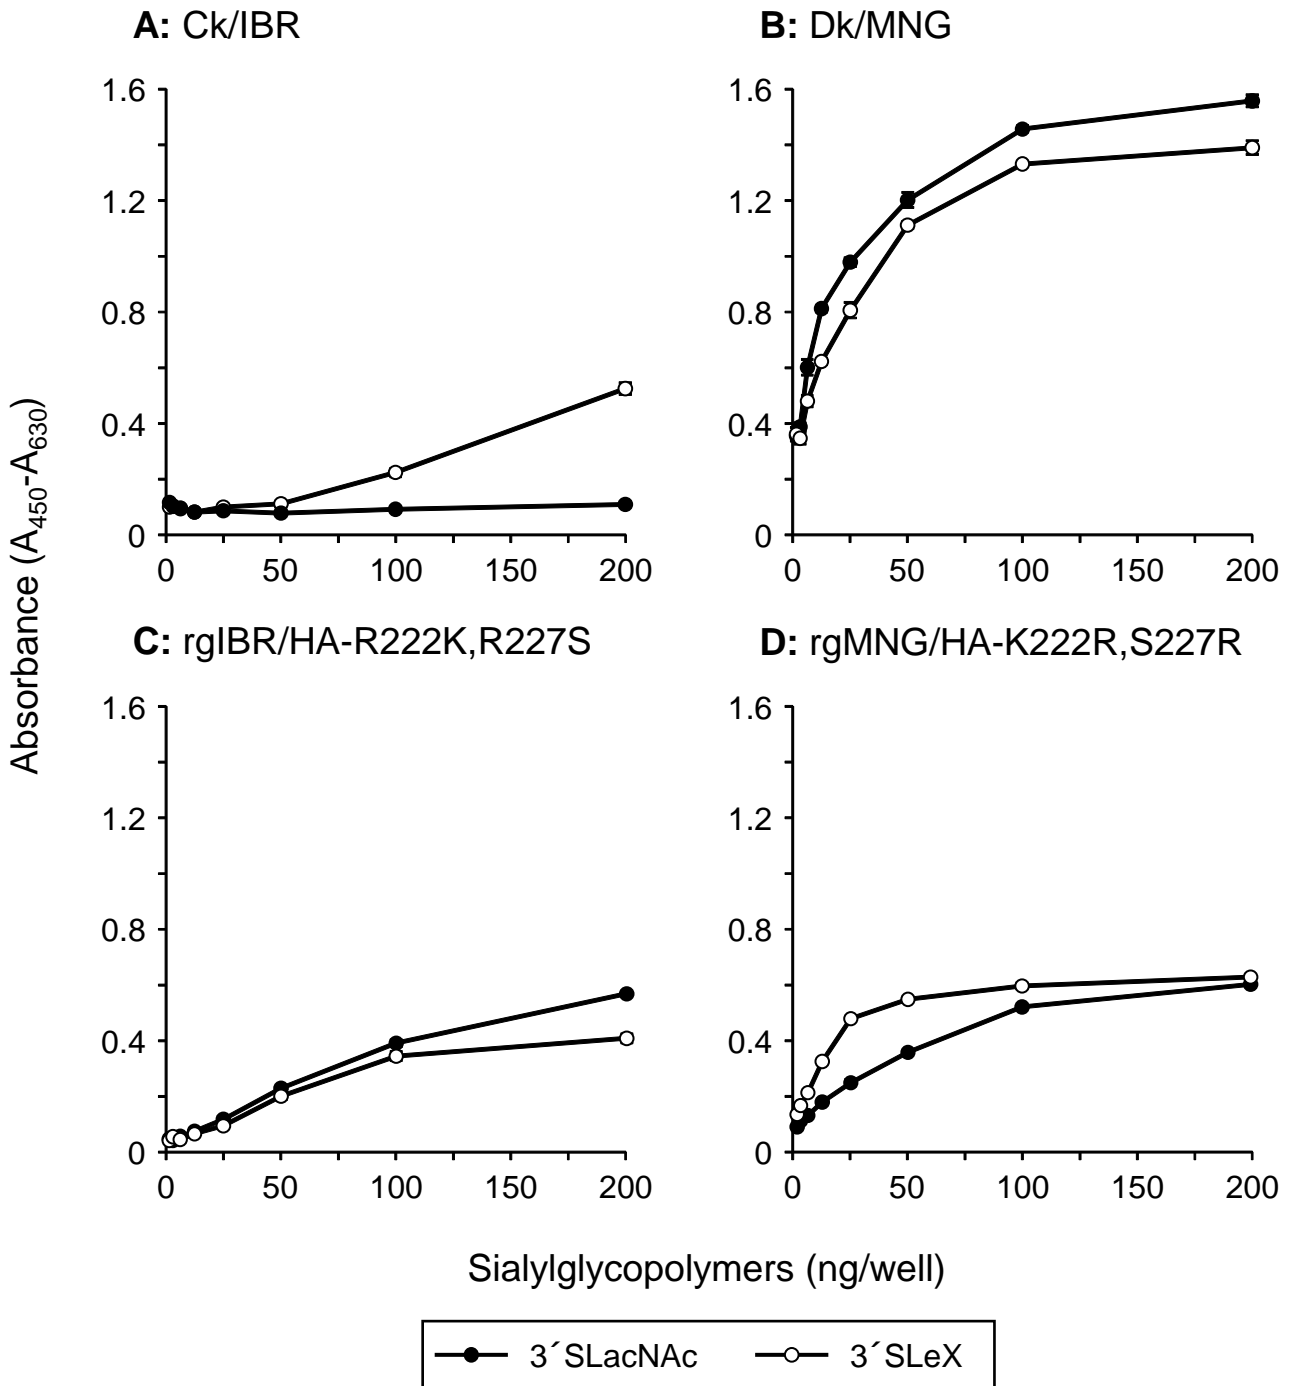 A: Ck/IBR
B: Dk/MNG
1.6
1.2
0.8
0.4
0
0 50 100 150 200
1.6
1.2
0.8
0.4
0
0 50 100 150 200
C: rgIBR/HA-R222K,R227S
D: rgMNG/HA-K222R,S227R
1.6
1.2
0.8
0.4
0
0 50 100 150 200
1.6
1.2
0.8
0.4
0
0 50 100 150 200
Absorbance (A450-A630)
Sialylglycopolymers (ng/well)
3´SLacNAc
3´SLeX